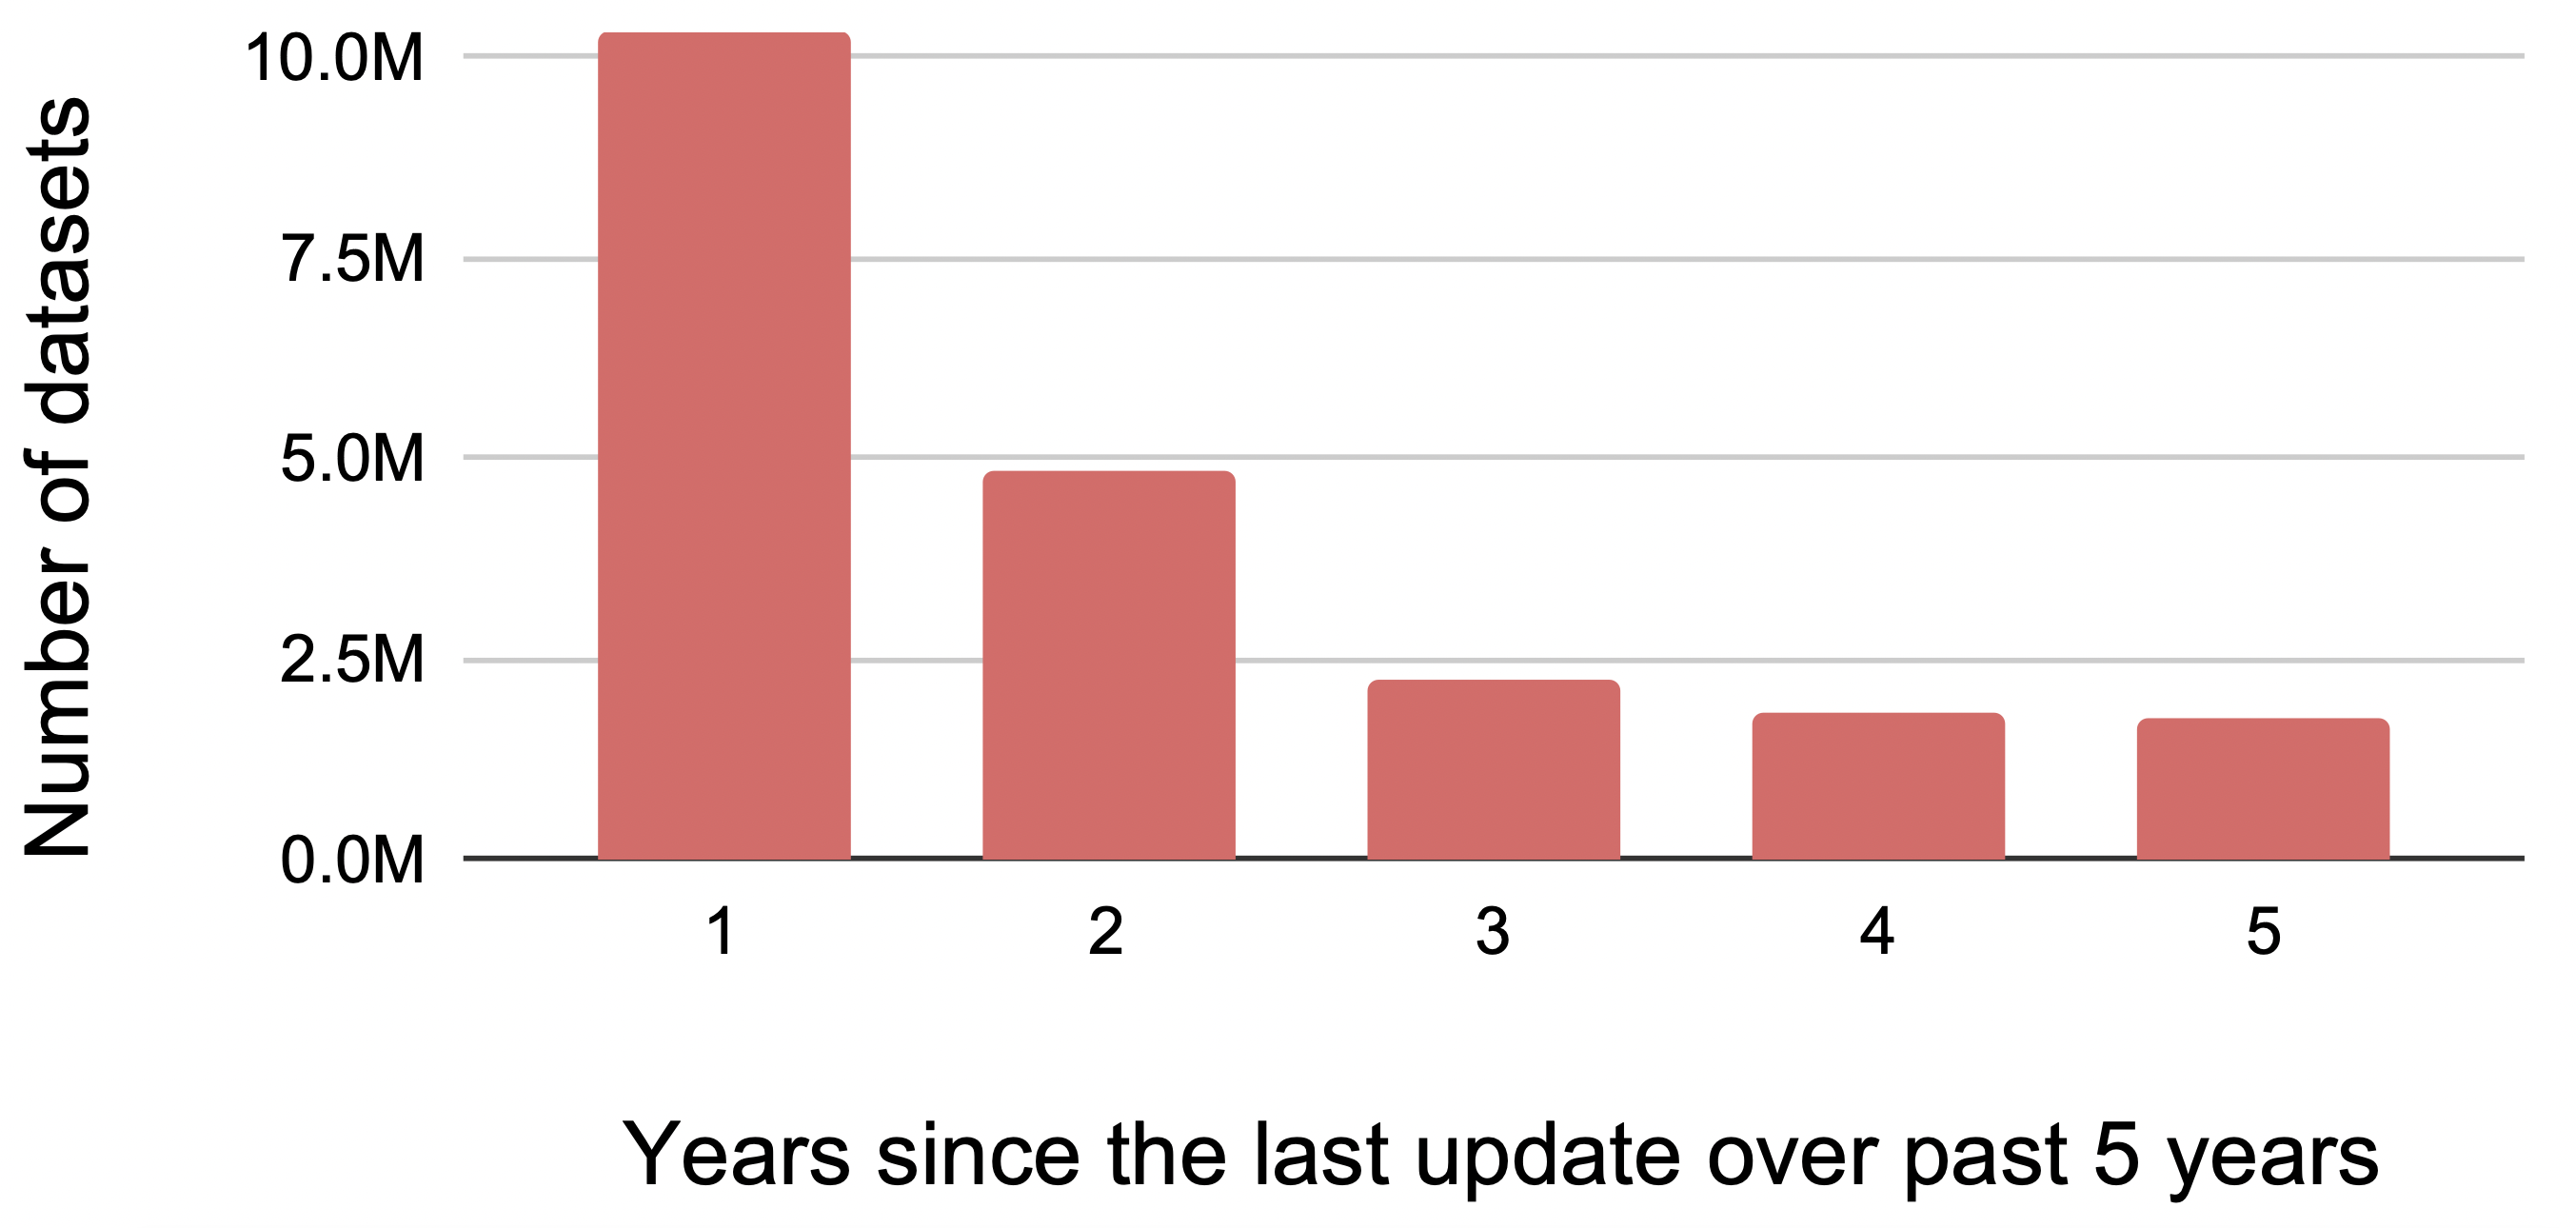 Number of datasets
10.0M
7.5M
5.0M
2.5M
0.0M
1 2 3 4 5
Years since the last update over past 5 years